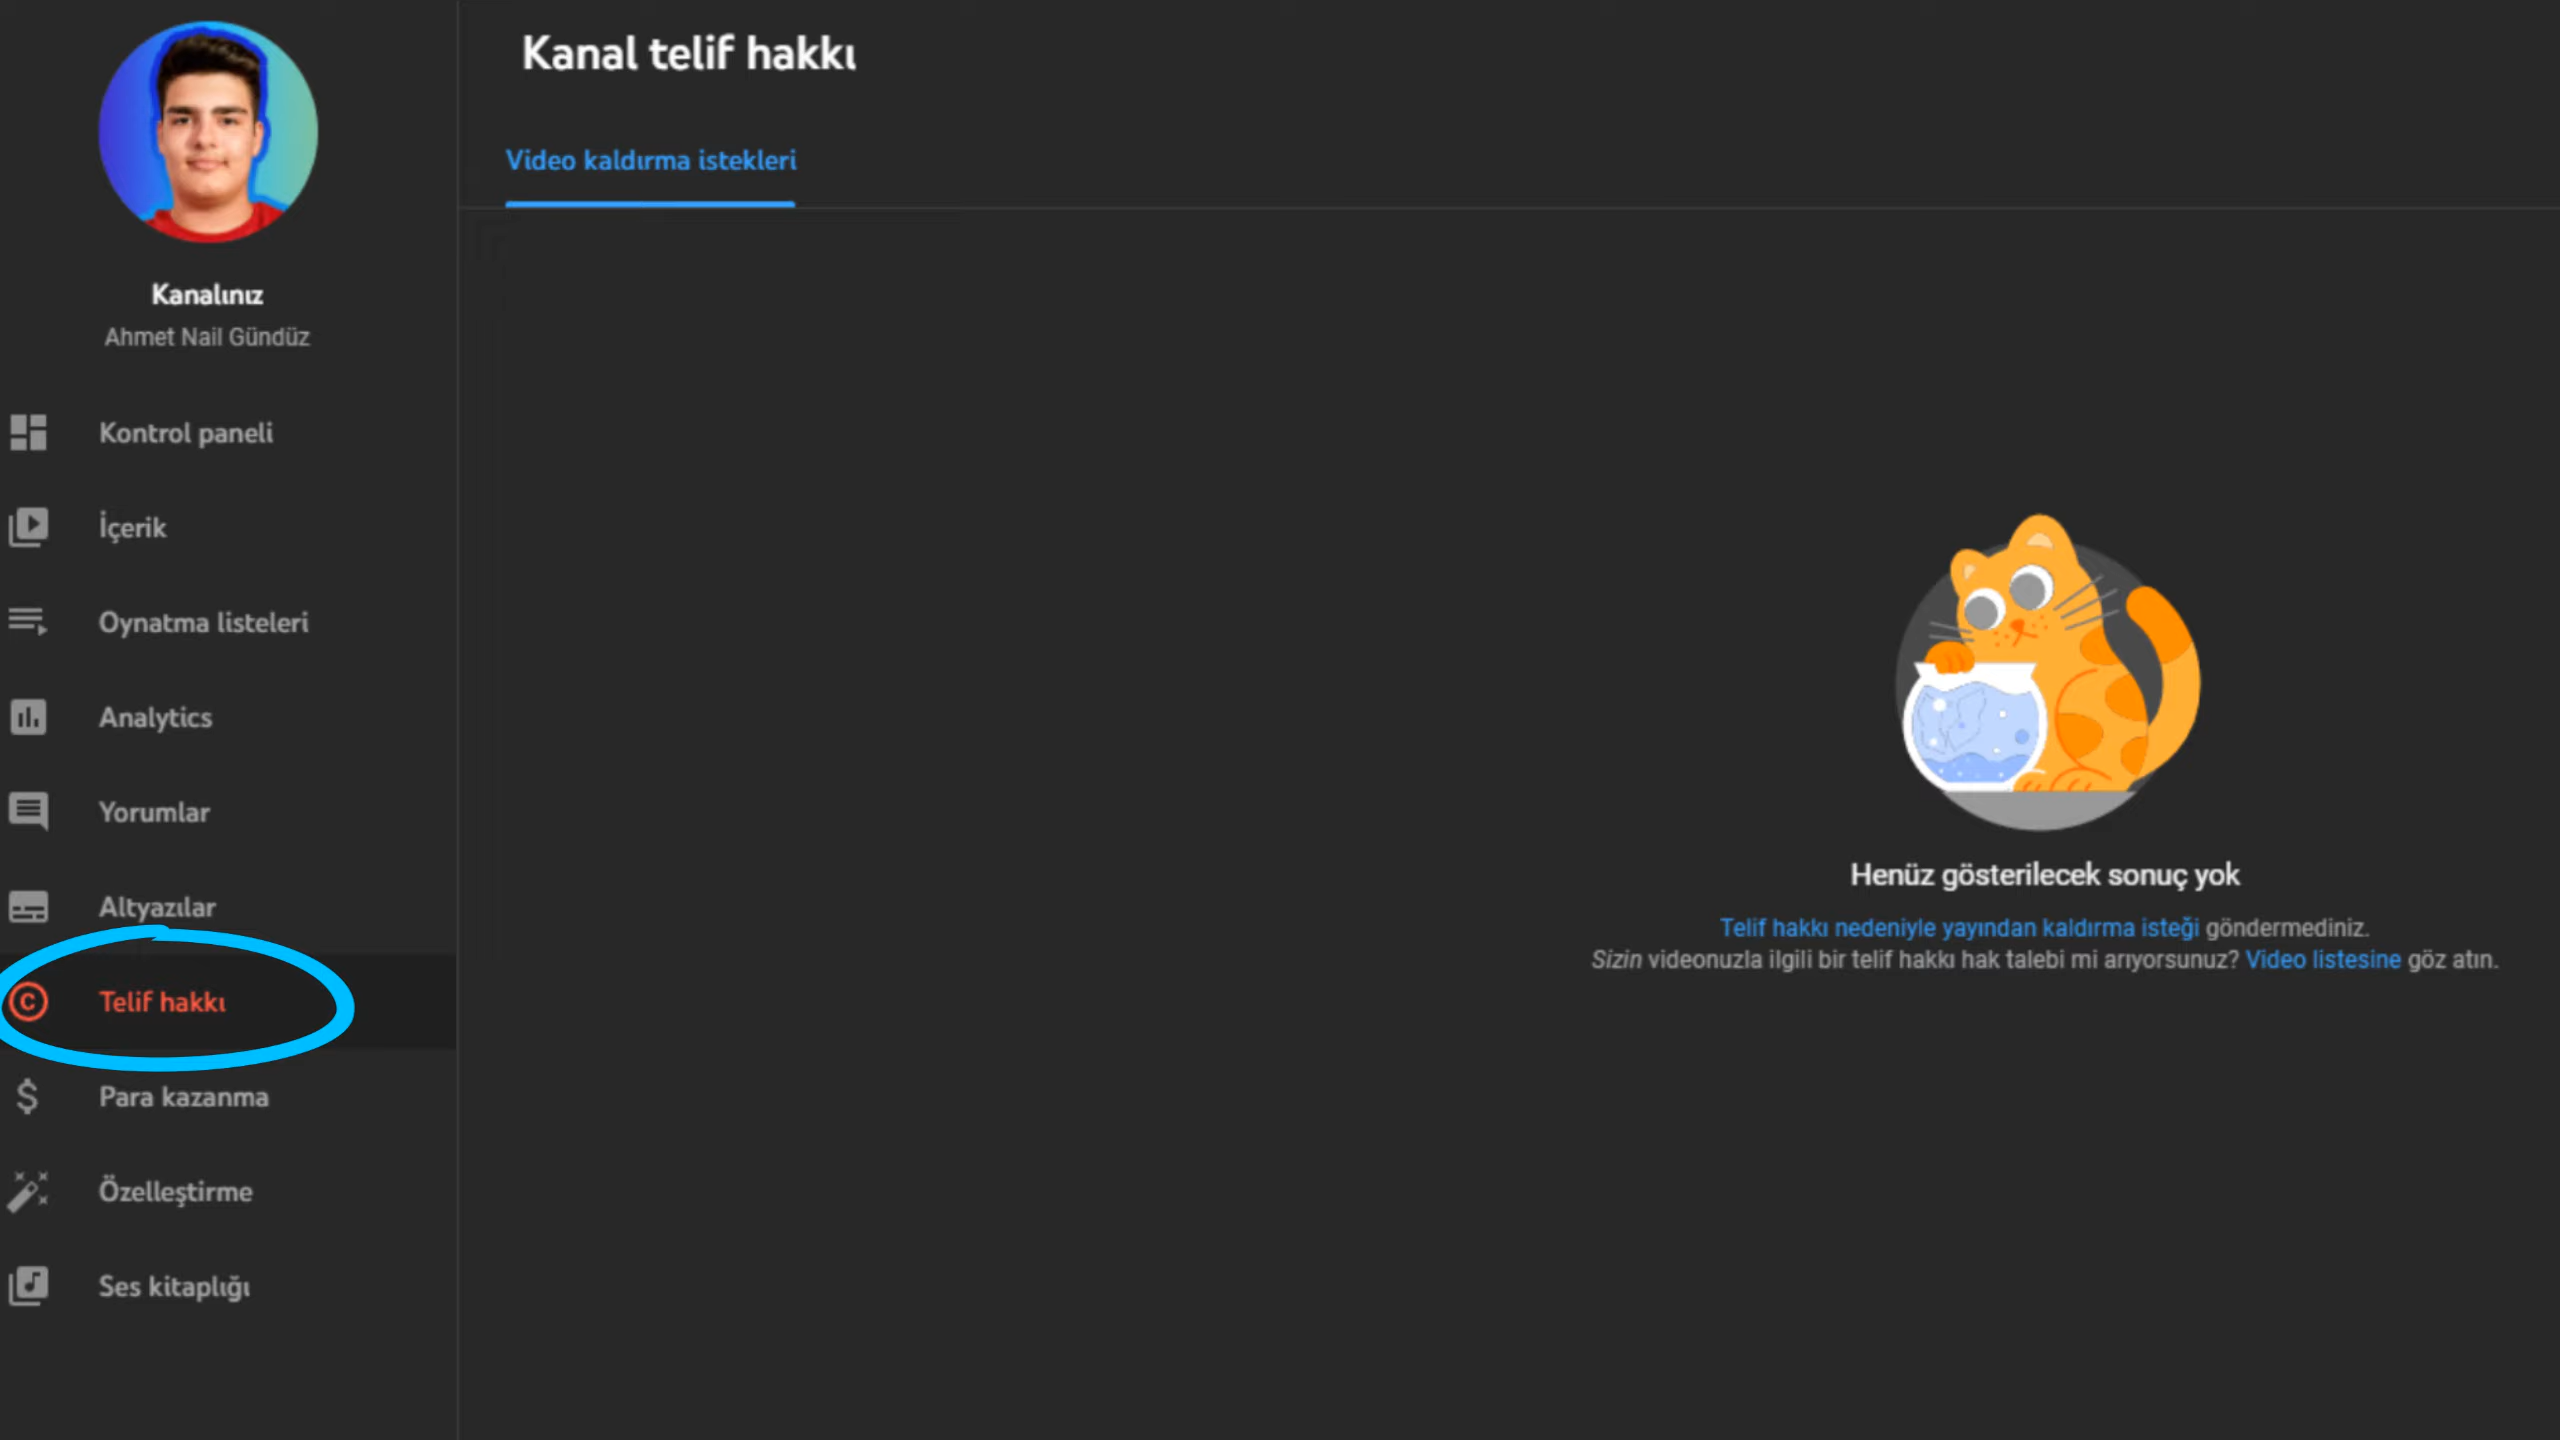 Kanalınız
Ahmet Nail Gündüz
Kontrol paneli
İçerik
Oynatma listeleri
Analytics
Yorumlar
Altyazılar
Telif hakkı
Para kazanma
Özelleştirme
Ses kitaplığı
Kanal telif hakkı
Video kaldırma istekleri
Henüz gösterilecek sonuç yok
Telif hakkı nedeniyle yayından kaldırma isteği göndermediniz.
Sizin videonuzla ilgili bir telif hakkı hak talebi mi arıyorsunuz? Video listesine göz atın.